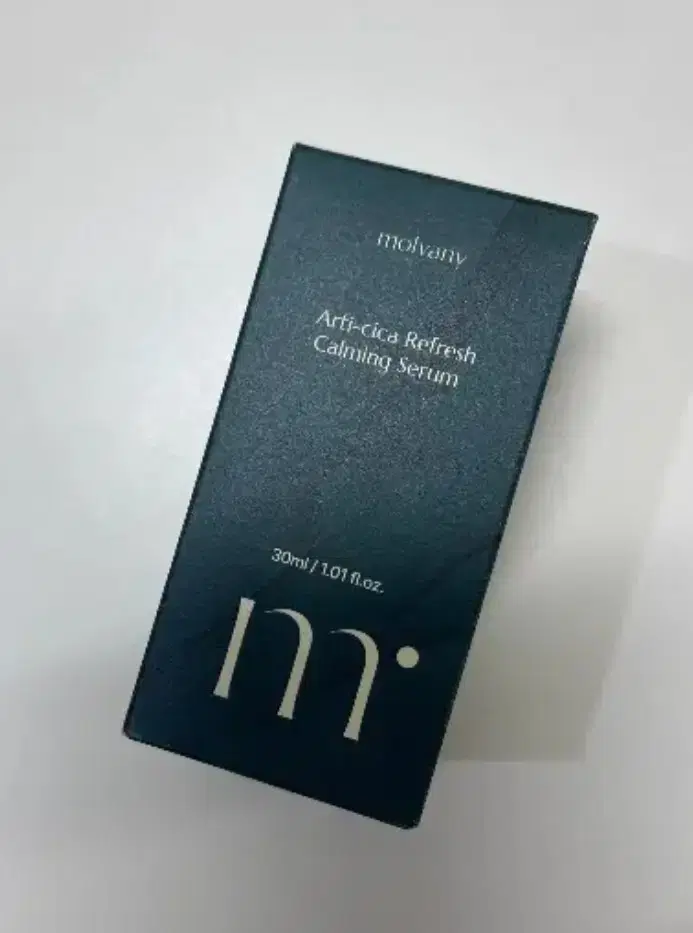 molvany
Arti-cica Refresh
Calming Serum
30ml / 1.01 fl.oz.
m